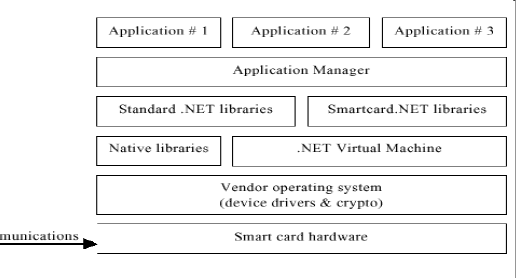 Application # 1
Application # 2
Application # 3
Application Manager
Standard .NET libraries
Smartcard.NET libraries
Native libraries
.NET Virtual Machine
Vendor operating system
(device drivers & crypto)
munications
Smart card hardware